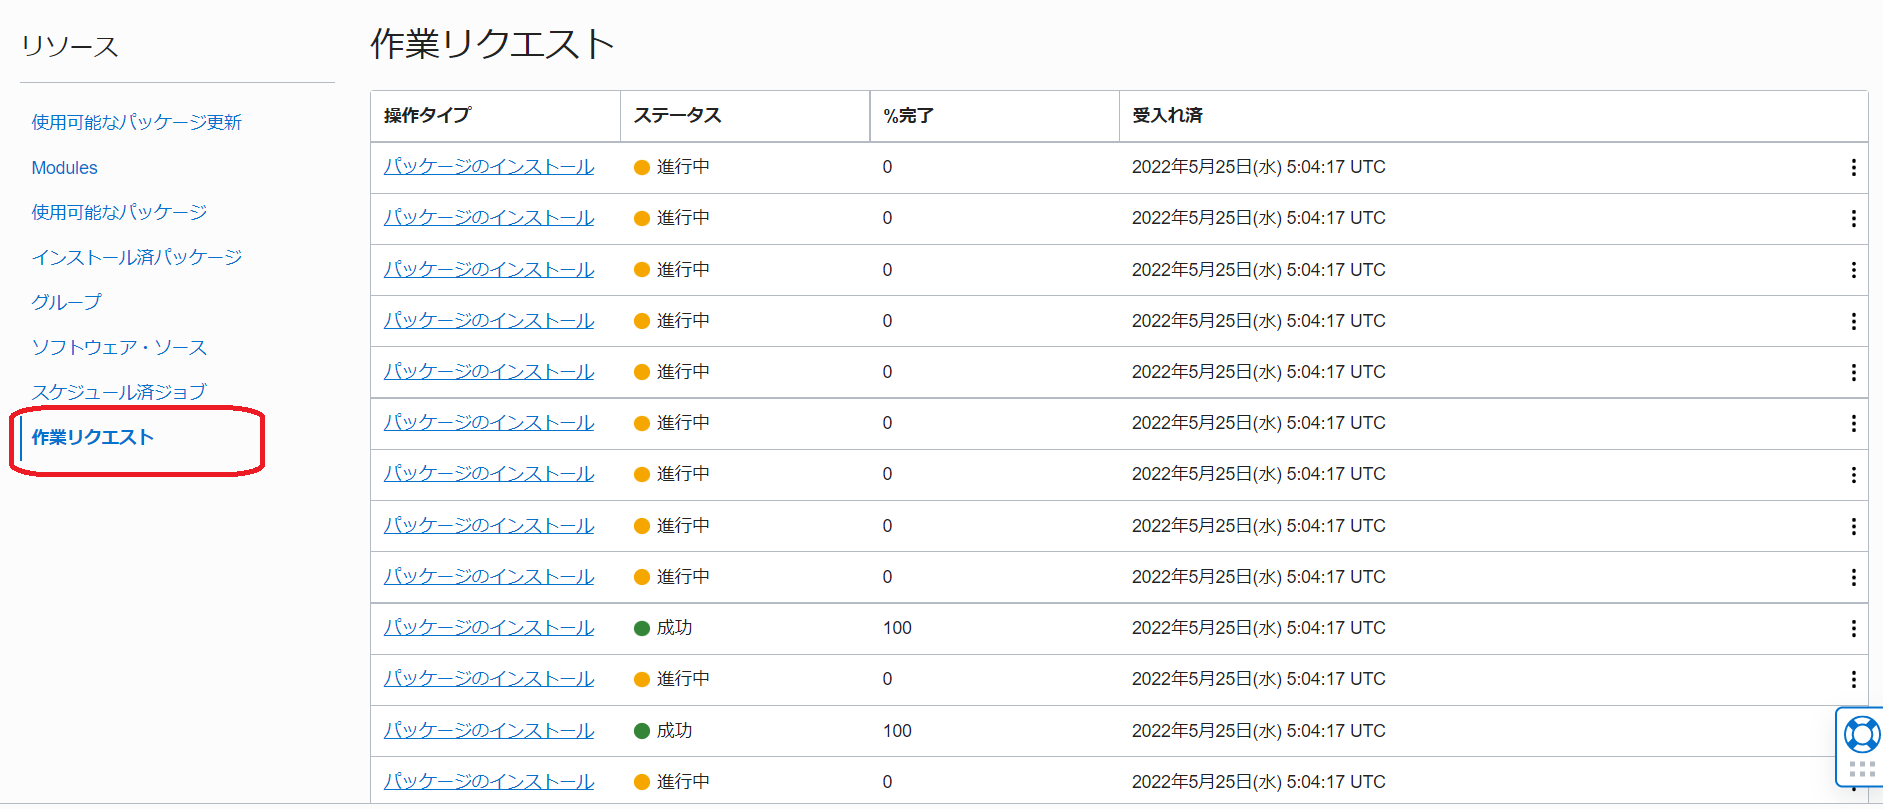 リソース
使用可能なパッケージ更新
Modules
使用可能なパッケージ
インストール済パッケージ
グループ
ソフトウェア・ソース
スケジュール済ジョブ
作業リクエスト
作業リクエスト
操作タイプ ステータス %完了 受入れ済
パッケージのインストール 進行中 0 2022年5月25日(水) 5:04:17 UTC
パッケージのインストール 進行中 0 2022年5月25日(水) 5:04:17 UTC
パッケージのインストール 進行中 0 2022年5月25日(水) 5:04:17 UTC
パッケージのインストール 進行中 0 2022年5月25日(水) 5:04:17 UTC
パッケージのインストール 進行中 0 2022年5月25日(水) 5:04:17 UTC
パッケージのインストール 進行中 0 2022年5月25日(水) 5:04:17 UTC
パッケージのインストール 進行中 0 2022年5月25日(水) 5:04:17 UTC
パッケージのインストール 進行中 0 2022年5月25日(水) 5:04:17 UTC
パッケージのインストール 進行中 0 2022年5月25日(水) 5:04:17 UTC
パッケージのインストール 成功 100 2022年5月25日(水) 5:04:17 UTC
パッケージのインストール 進行中 0 2022年5月25日(水) 5:04:17 UTC
パッケージのインストール 成功 100 2022年5月25日(水) 5:04:17 UTC
パッケージのインストール 進行中 0 2022年5月25日(水) 5:04:17 UTC